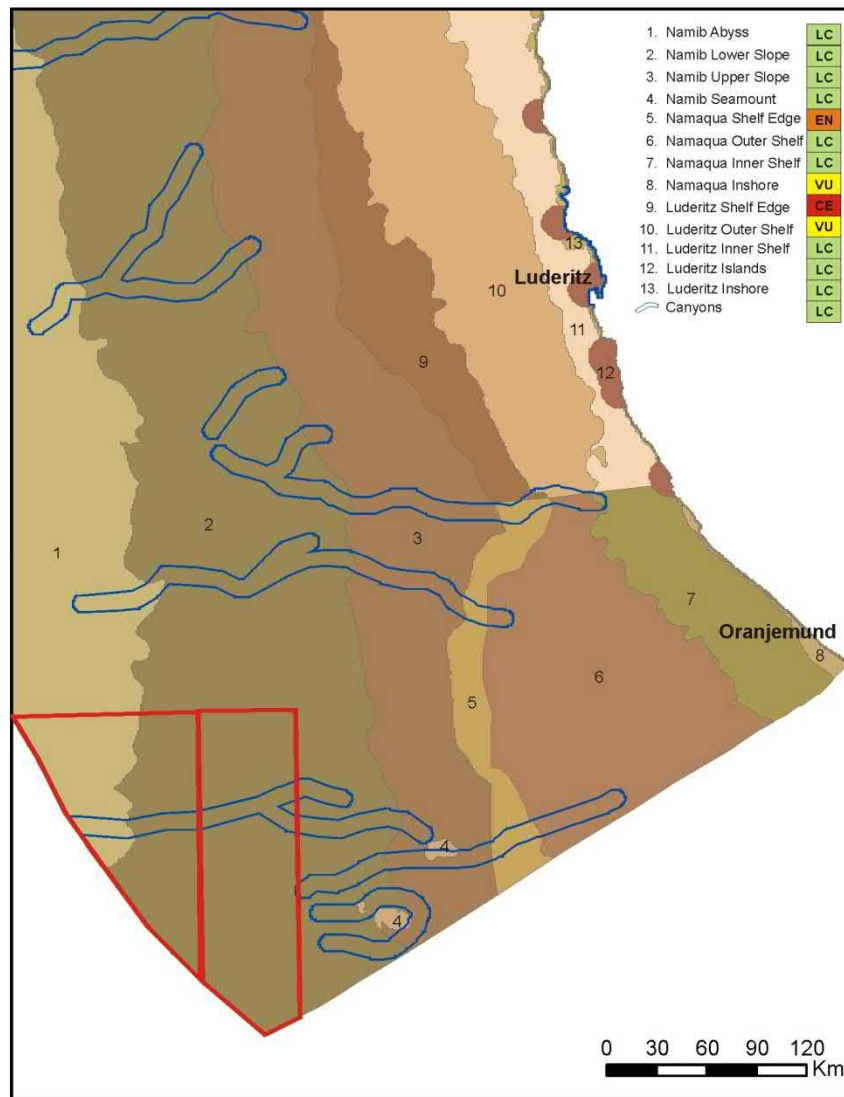 1. Namib Abyss LC
2. Namib Lower Slope LC
3. Namib Upper Slope LC
4. Namib Seamount LC
5. Namaqua Shelf Edge EN
6. Namaqua Outer Shelf LC
7. Namaqua Inner Shelf LC
8. Namaqua Inshore VU
9. Luderitz Shelf Edge CE
10. Luderitz Outer Shelf VU
11. Luderitz Inner Shelf LC
12. Luderitz Islands LC
13. Luderitz Inshore LC
Canyons LC
13
Luderitz
10
11
9
12
1
2
3
7
Oranjemund
8
6
5
4
4
0 30 60 90 120
Km